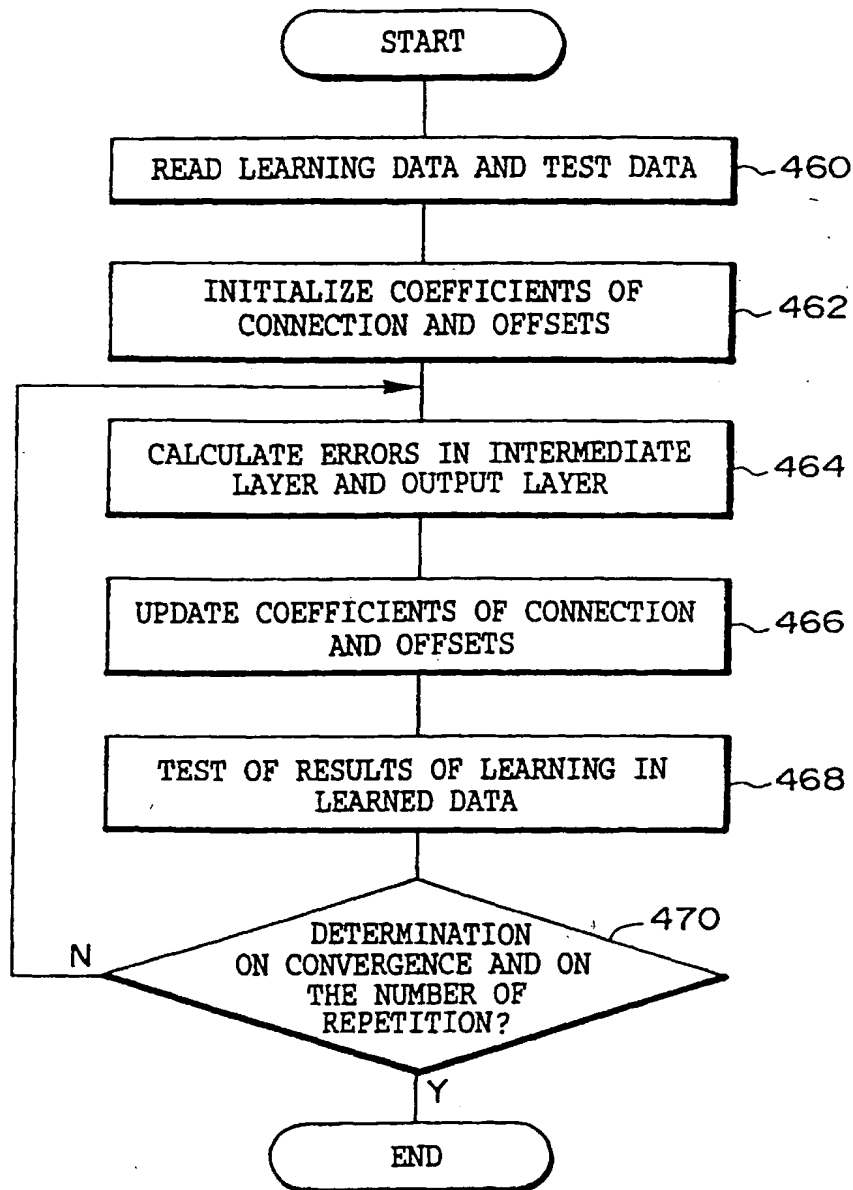 START
READ LEARNING DATA AND TEST DATA
460
INITIALIZE COEFFICIENTS OF
CONNECTION AND OFFSETS
462
CALCULATE ERRORS IN INTERMEDIATE
LAYER AND OUTPUT LAYER
464
UPDATE COEFFICIENTS OF CONNECTION
AND OFFSETS
466
TEST OF RESULTS OF LEARNING IN
LEARNED DATA
468
470
N
DETERMINATION
ON CONVERGENCE AND ON
THE NUMBER OF
REPETITION?
Y
END